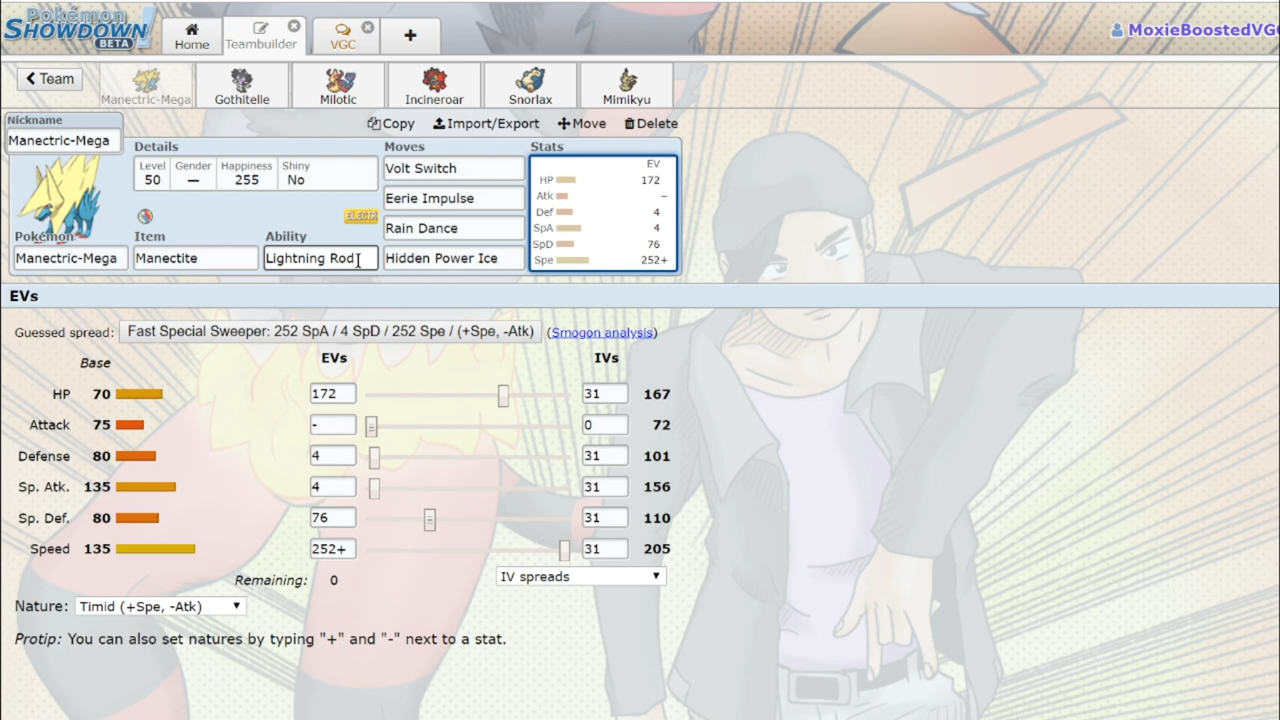 Pokémon
SHOWDOWN!
BETA
Home
Teambuilder
VGC
+
MoxieBoostedVG
< Team
Manectric-Mega
Gothitelle
Milotic
Incineroar
Snorlax
Mimikyu
Nickname
Manectric-Mega
Copy Import/Export Move Delete
Details
Level Gender Happiness Shiny
50 — 255 No
ELECTR
Pokémon Item Ability
Manectric-Mega Manectite Lightning Rod
Moves
Volt Switch
Eerie Impulse
Rain Dance
Hidden Power Ice
Stats
EV
HP 172
Atk –
Def 4
SpA 4
SpD 76
Spe 252+
EVs
Guessed spread: Fast Special Sweeper: 252 SpA / 4 SpD / 252 Spe / (+Spe, -Atk) (Smogon analysis)
Base EVs IVs
HP 70 172 31 167
Attack 75 - 0 72
Defense 80 4 31 101
Sp. Atk. 135 4 31 156
Sp. Def. 80 76 31 110
Speed 135 252+ 31 205
Remaining: 0 IV spreads
Nature: Timid (+Spe, -Atk)
Protip: You can also set natures by typing "+" and "-" next to a stat.